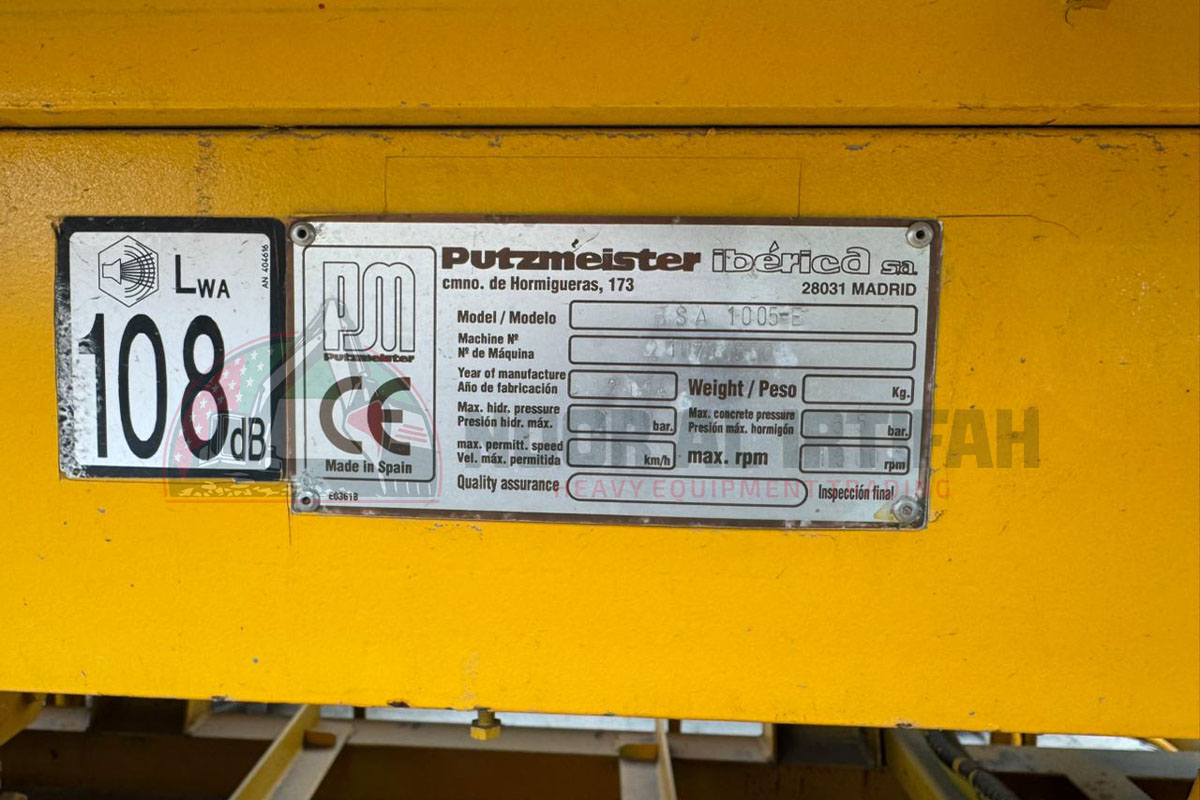 LWA
AN 404616
108
dB
PM
Putzmeister
CE
Made in Spain
E0361B
Putzmeister ibérica sa
cmno. de Hormigueras, 173
28031 MADRID
Model / Modelo
BSA 1005-E
Machine Nº
Nº de Máquina
Year of manufacture
Año de fabricación
Weight / Peso
Kg.
Max. hidr. pressure
Presión hidr. máx.
bar.
Max. concrete pressure
Presión máx. hormigón
bar.
max. permitt. speed
Vel. máx. permitida
km/h
max. rpm
rpm
Quality assurance
Inspección final
HEAVY EQUIPMENT TRADING